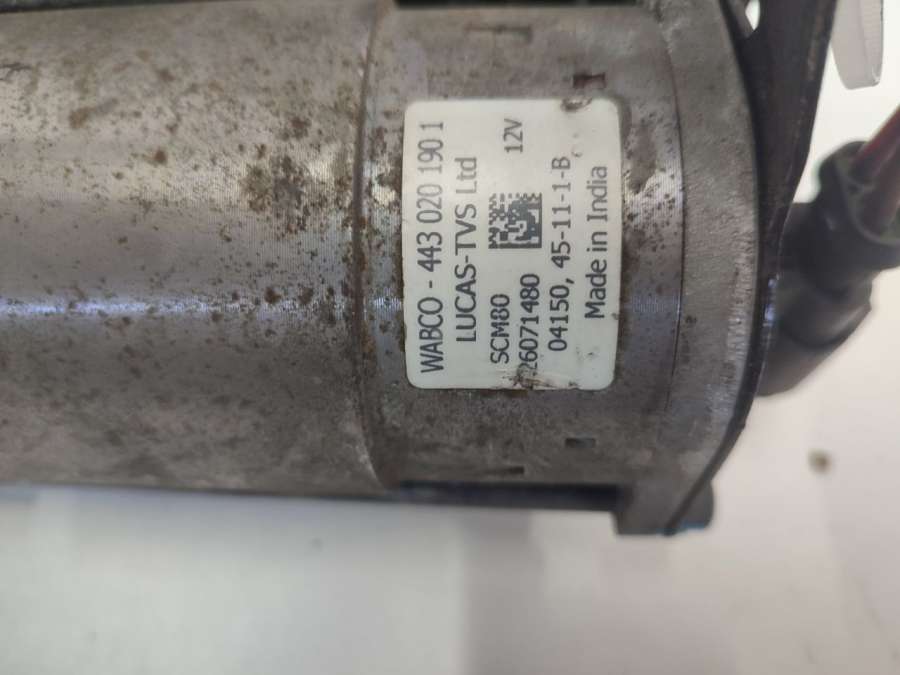 WABCO - 443 020 190 1
LUCAS-TVS Ltd
SCM80 12V
26071480
04150, 45-11-1-B
Made in India